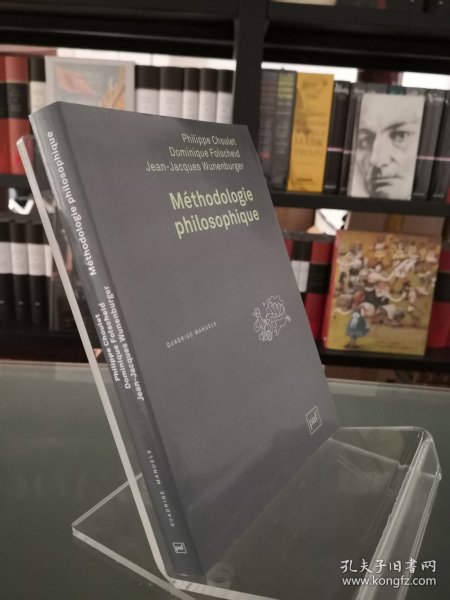 Philippe Choulet
Dominique Folscheid
Jean-Jacques Wunenburger
Méthodologie
philosophique
QUADRIGE MANUELS
puf
Méthodologie philosophique
Philippe Choulet
Dominique Folscheid
Jean-Jacques Wunenburger
QUADRIGE MANUELS
puf
孔夫子旧书网
www.kongfz.com